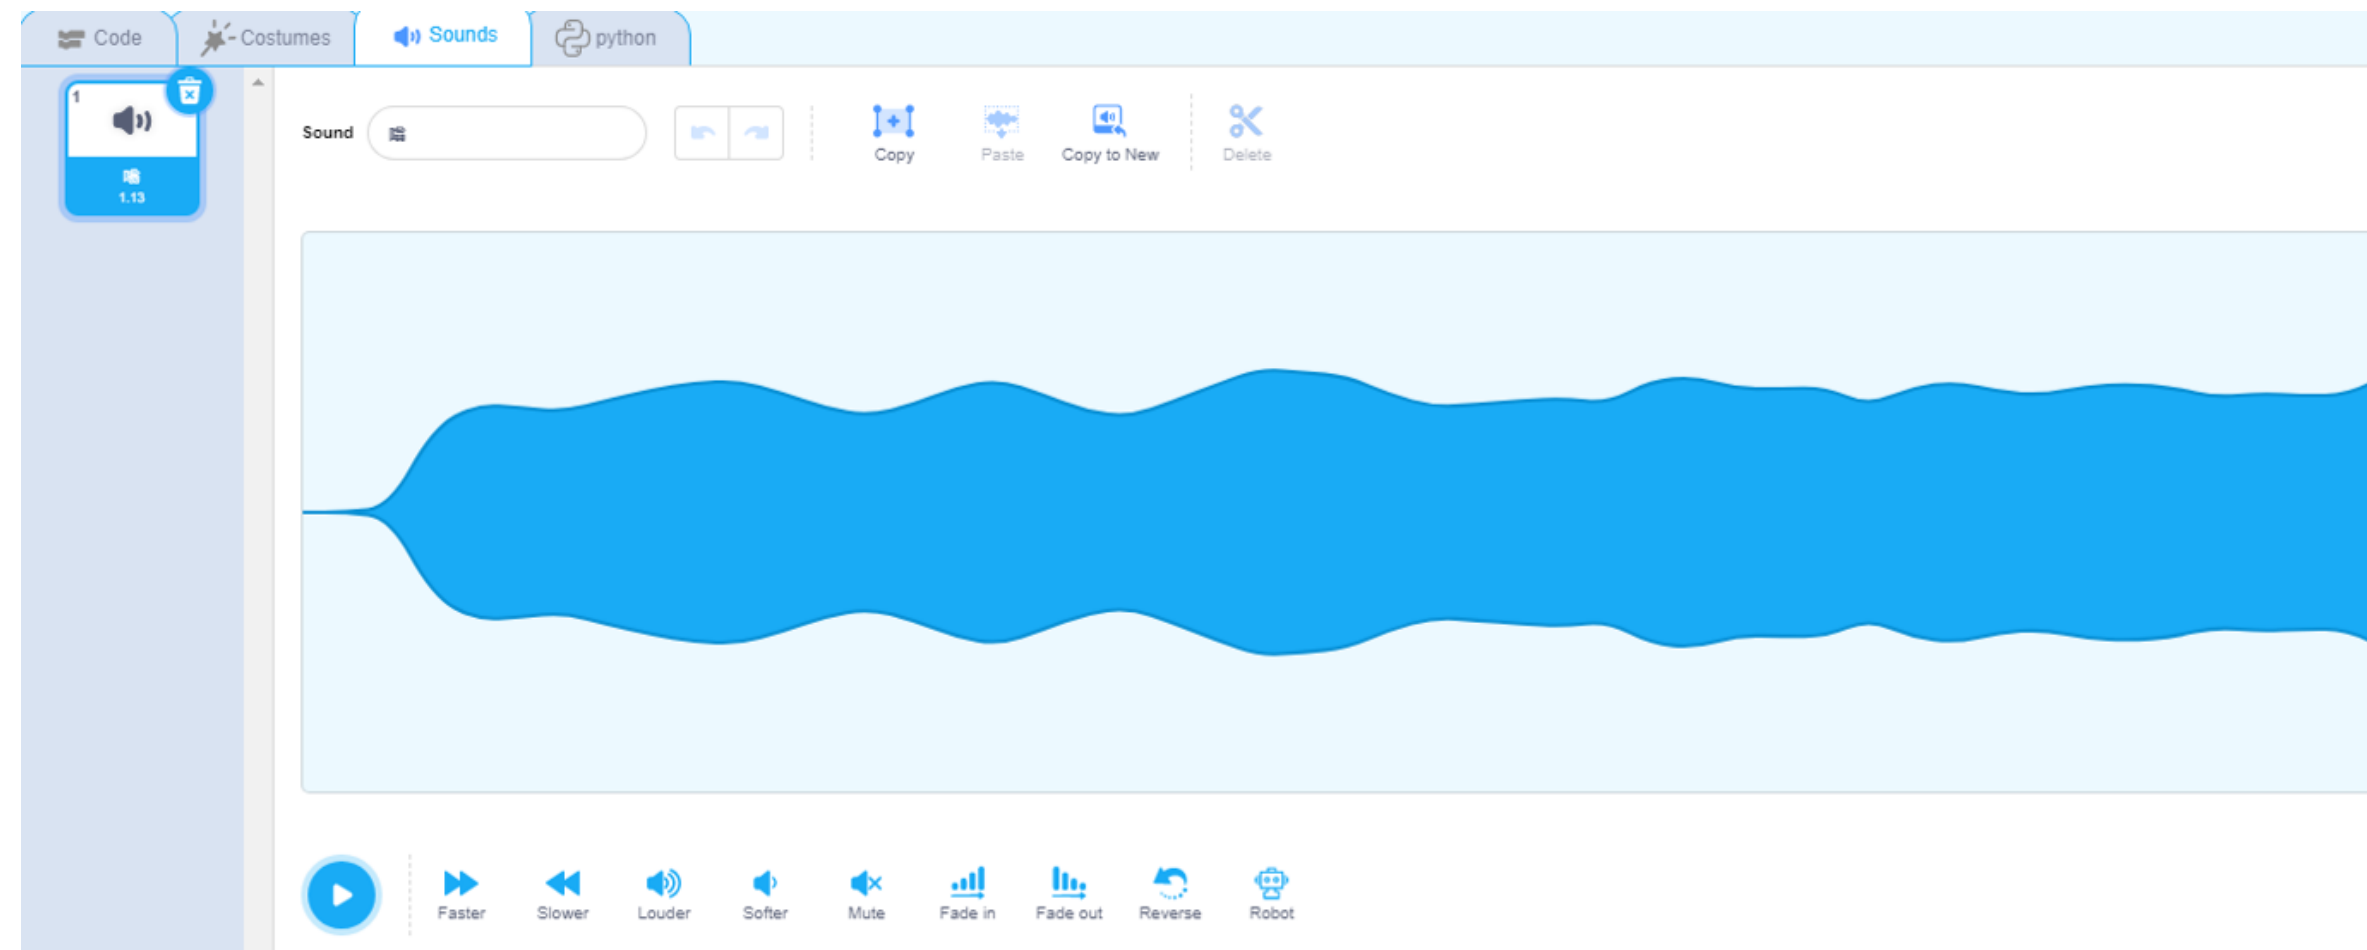 Code
Costumes
Sounds
python
1
1.13
Sound
Copy
Paste
Copy to New
Delete
Faster
Slower
Louder
Softer
Mute
Fade in
Fade out
Reverse
Robot